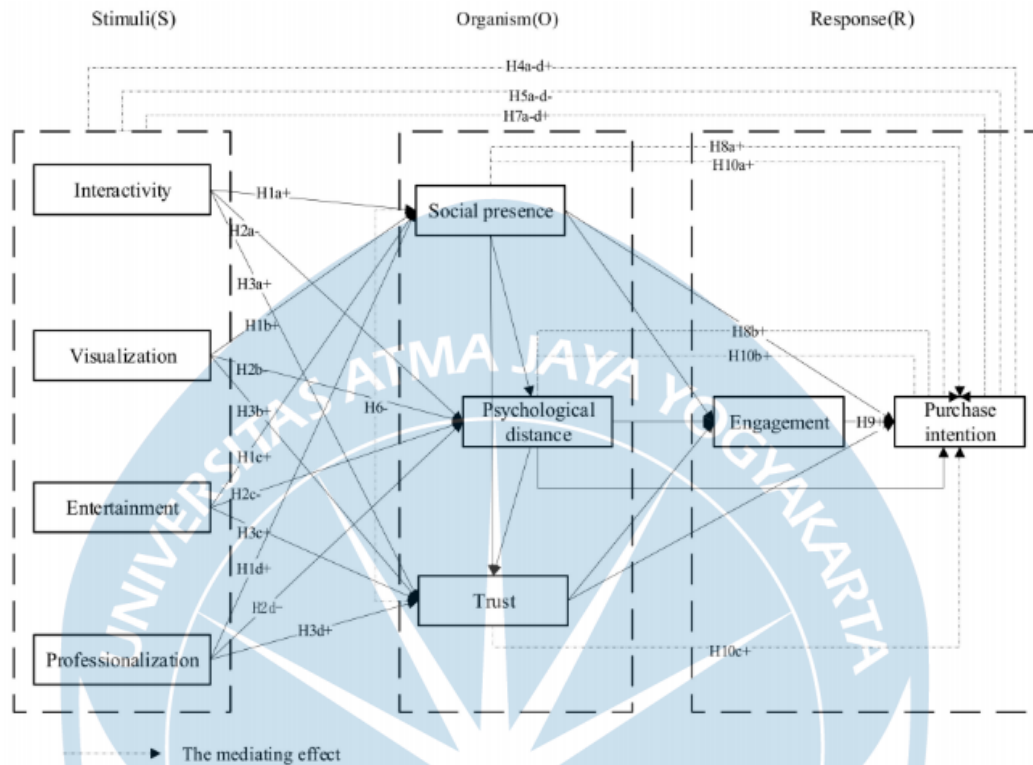 Stimuli(S)
Organism(O)
Response(R)
H4a-d+
H5a-d-
H7a-d+
H8a+
H10a+
Interactivity
H1a+
Social presence
H2a-
H3a+
H1b+
H8b+
Visualization
H2b-
H10b+
H6-
H3b+
Psychological
distance
Engagement
H9+
Purchase
intention
H1c+
H2c-
Entertainment
H3c+
H1d+
H2d-
Trust
H3d+
H10c+
Professionalization
The mediating effect
UNIVERSITAS ATMA JAYA YOGYAKARTA